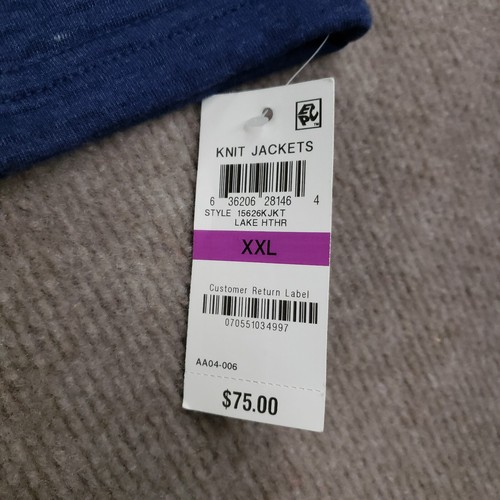 KNIT JACKETS
6 36206 28146 4
STYLE 15626KJKT
LAKE HTHR
XXL
Customer Return Label
070551034997
AA04-006
$75.00